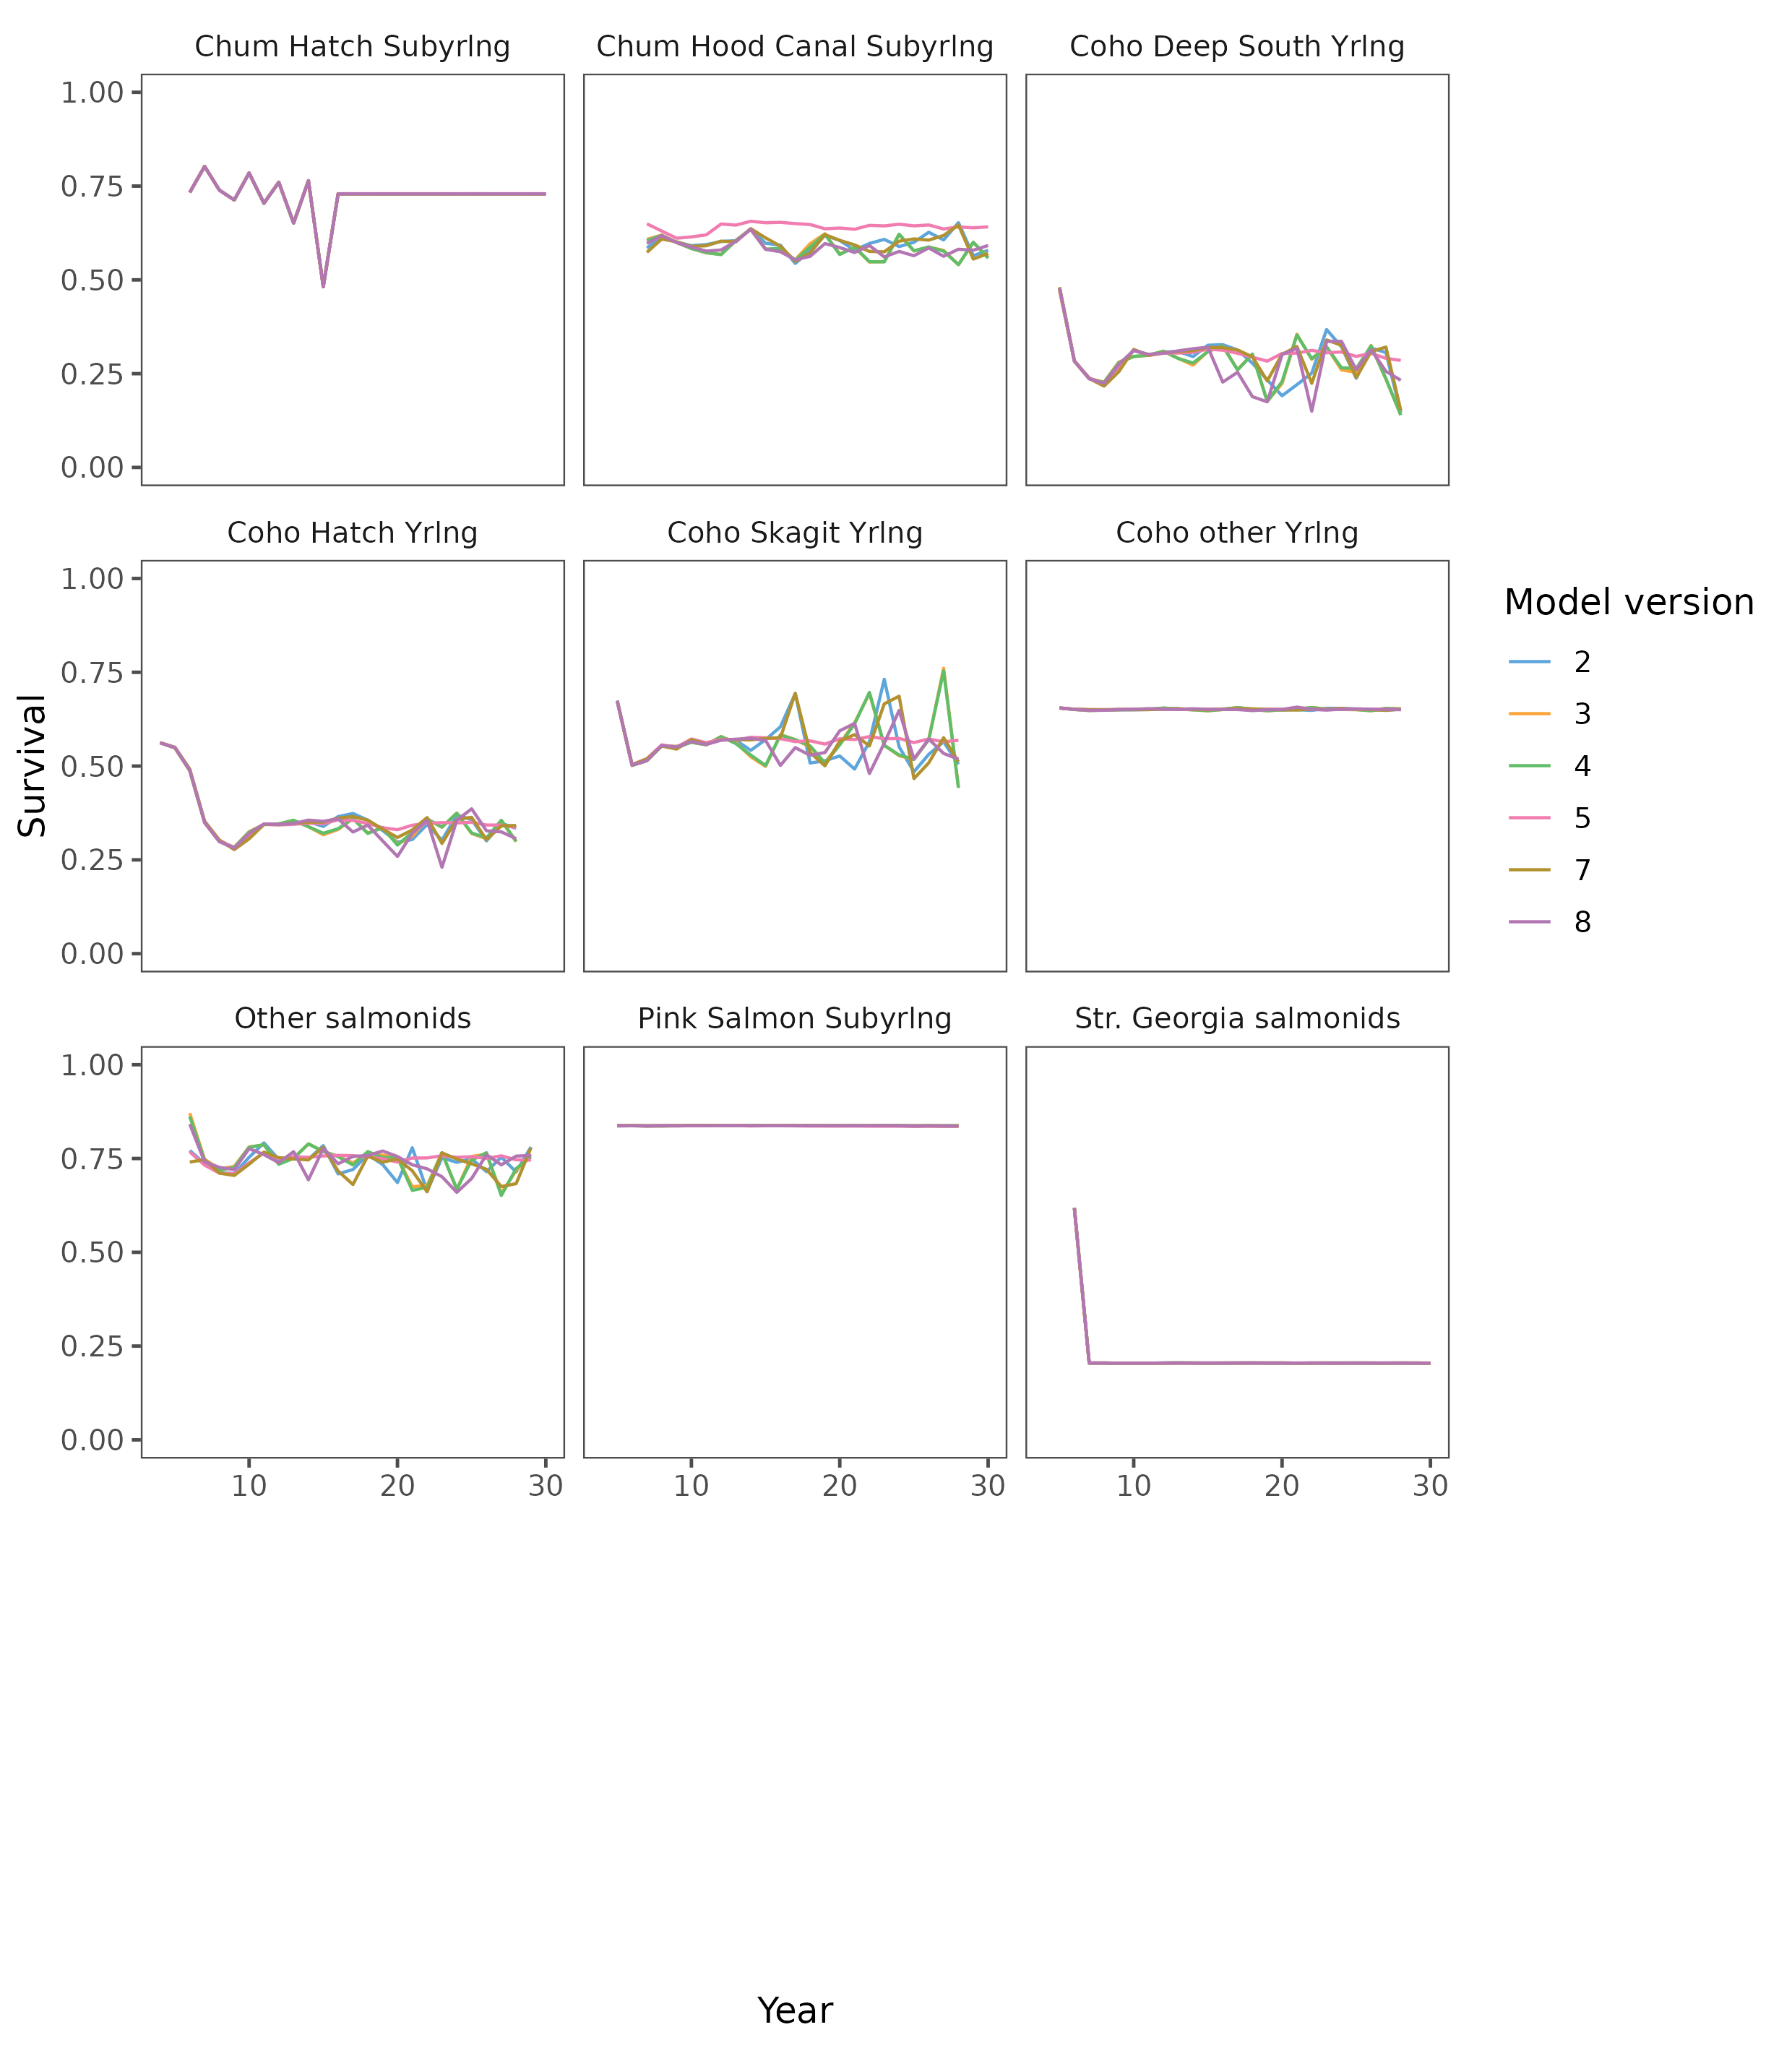 Chum Hatch Subyrlng
Chum Hood Canal Subyrlng
Coho Deep South Yrlng
1.00
0.75
0.50
0.25
0.00
Coho Hatch Yrlng
Coho Skagit Yrlng
Coho other Yrlng
1.00
0.75
0.50
0.25
0.00
Survival
Model version
2
3
4
5
7
8
Other salmonids
Pink Salmon Subyrlng
Str. Georgia salmonids
1.00
0.75
0.50
0.25
0.00
10 20 30
10 20 30
10 20 30
Year